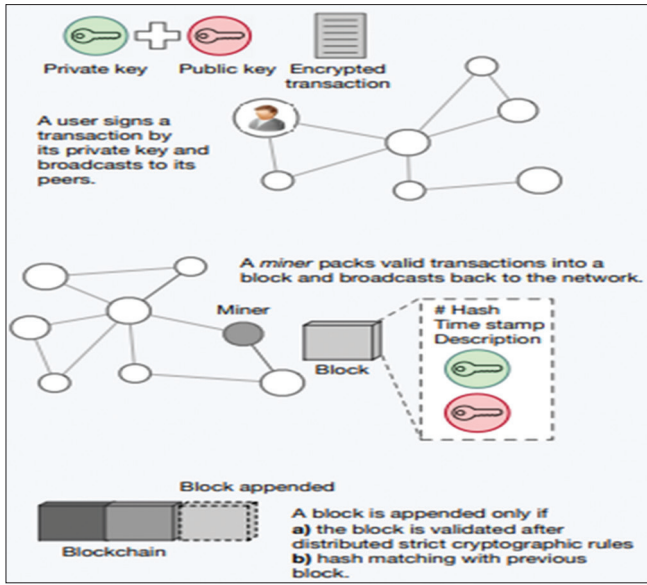 Private key
Public key
Encrypted
transaction
A user signs a
transaction by
its private key and
broadcasts to its
peers.
A miner packs valid transactions into a
block and broadcasts back to the network.
Miner
Block
# Hash
Time stamp
Description
Block appended
Blockchain
A block is appended only if
a) the block is validated after
distributed strict cryptographic rules
b) hash matching with previous
block.